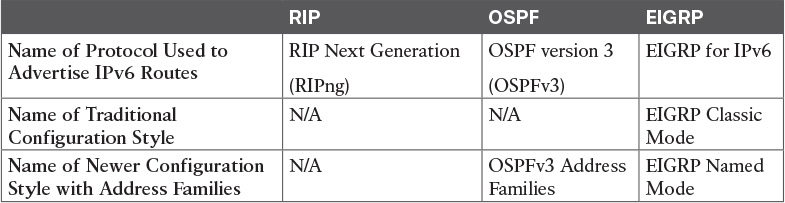 RIP OSPF EIGRP
Name of Protocol Used to
Advertise IPv6 Routes
RIP Next Generation
(RIPng)
OSPF version 3
(OSPFv3)
EIGRP for IPv6
Name of Traditional
Configuration Style
N/A
N/A
EIGRP Classic
Mode
Name of Newer Configuration
Style with Address Families
N/A
OSPFv3 Address
Families
EIGRP Named
Mode